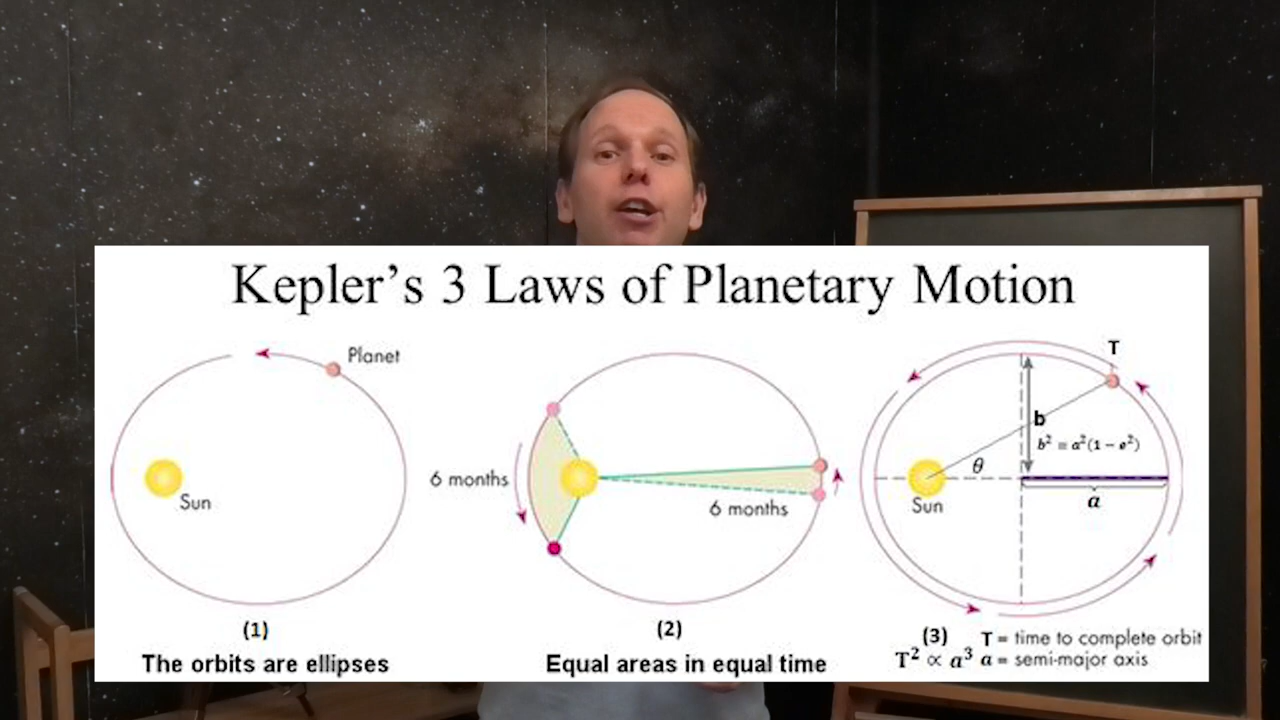 Kepler's 3 Laws of Planetary Motion
Planet
Sun
(1)
The orbits are ellipses
6 months
6 months
(2)
Equal areas in equal time
T
b
b² = a²(1 − e²)
θ
Sun
a
(3)
T² ∝ a³
T = time to complete orbit
a = semi-major axis